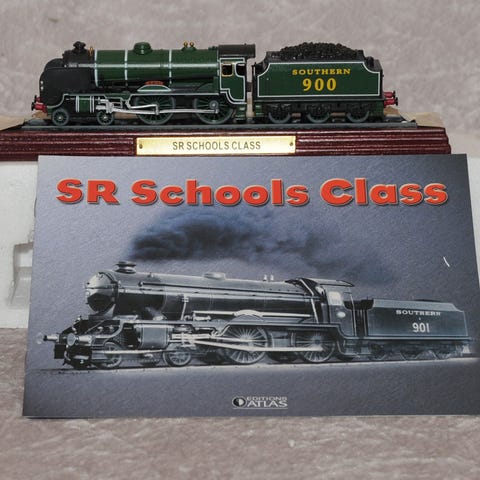 SOUTHERN
900
SR SCHOOLS CLASS
SR Schools Class
SOUTHERN
901
EDITIONS
ATLAS